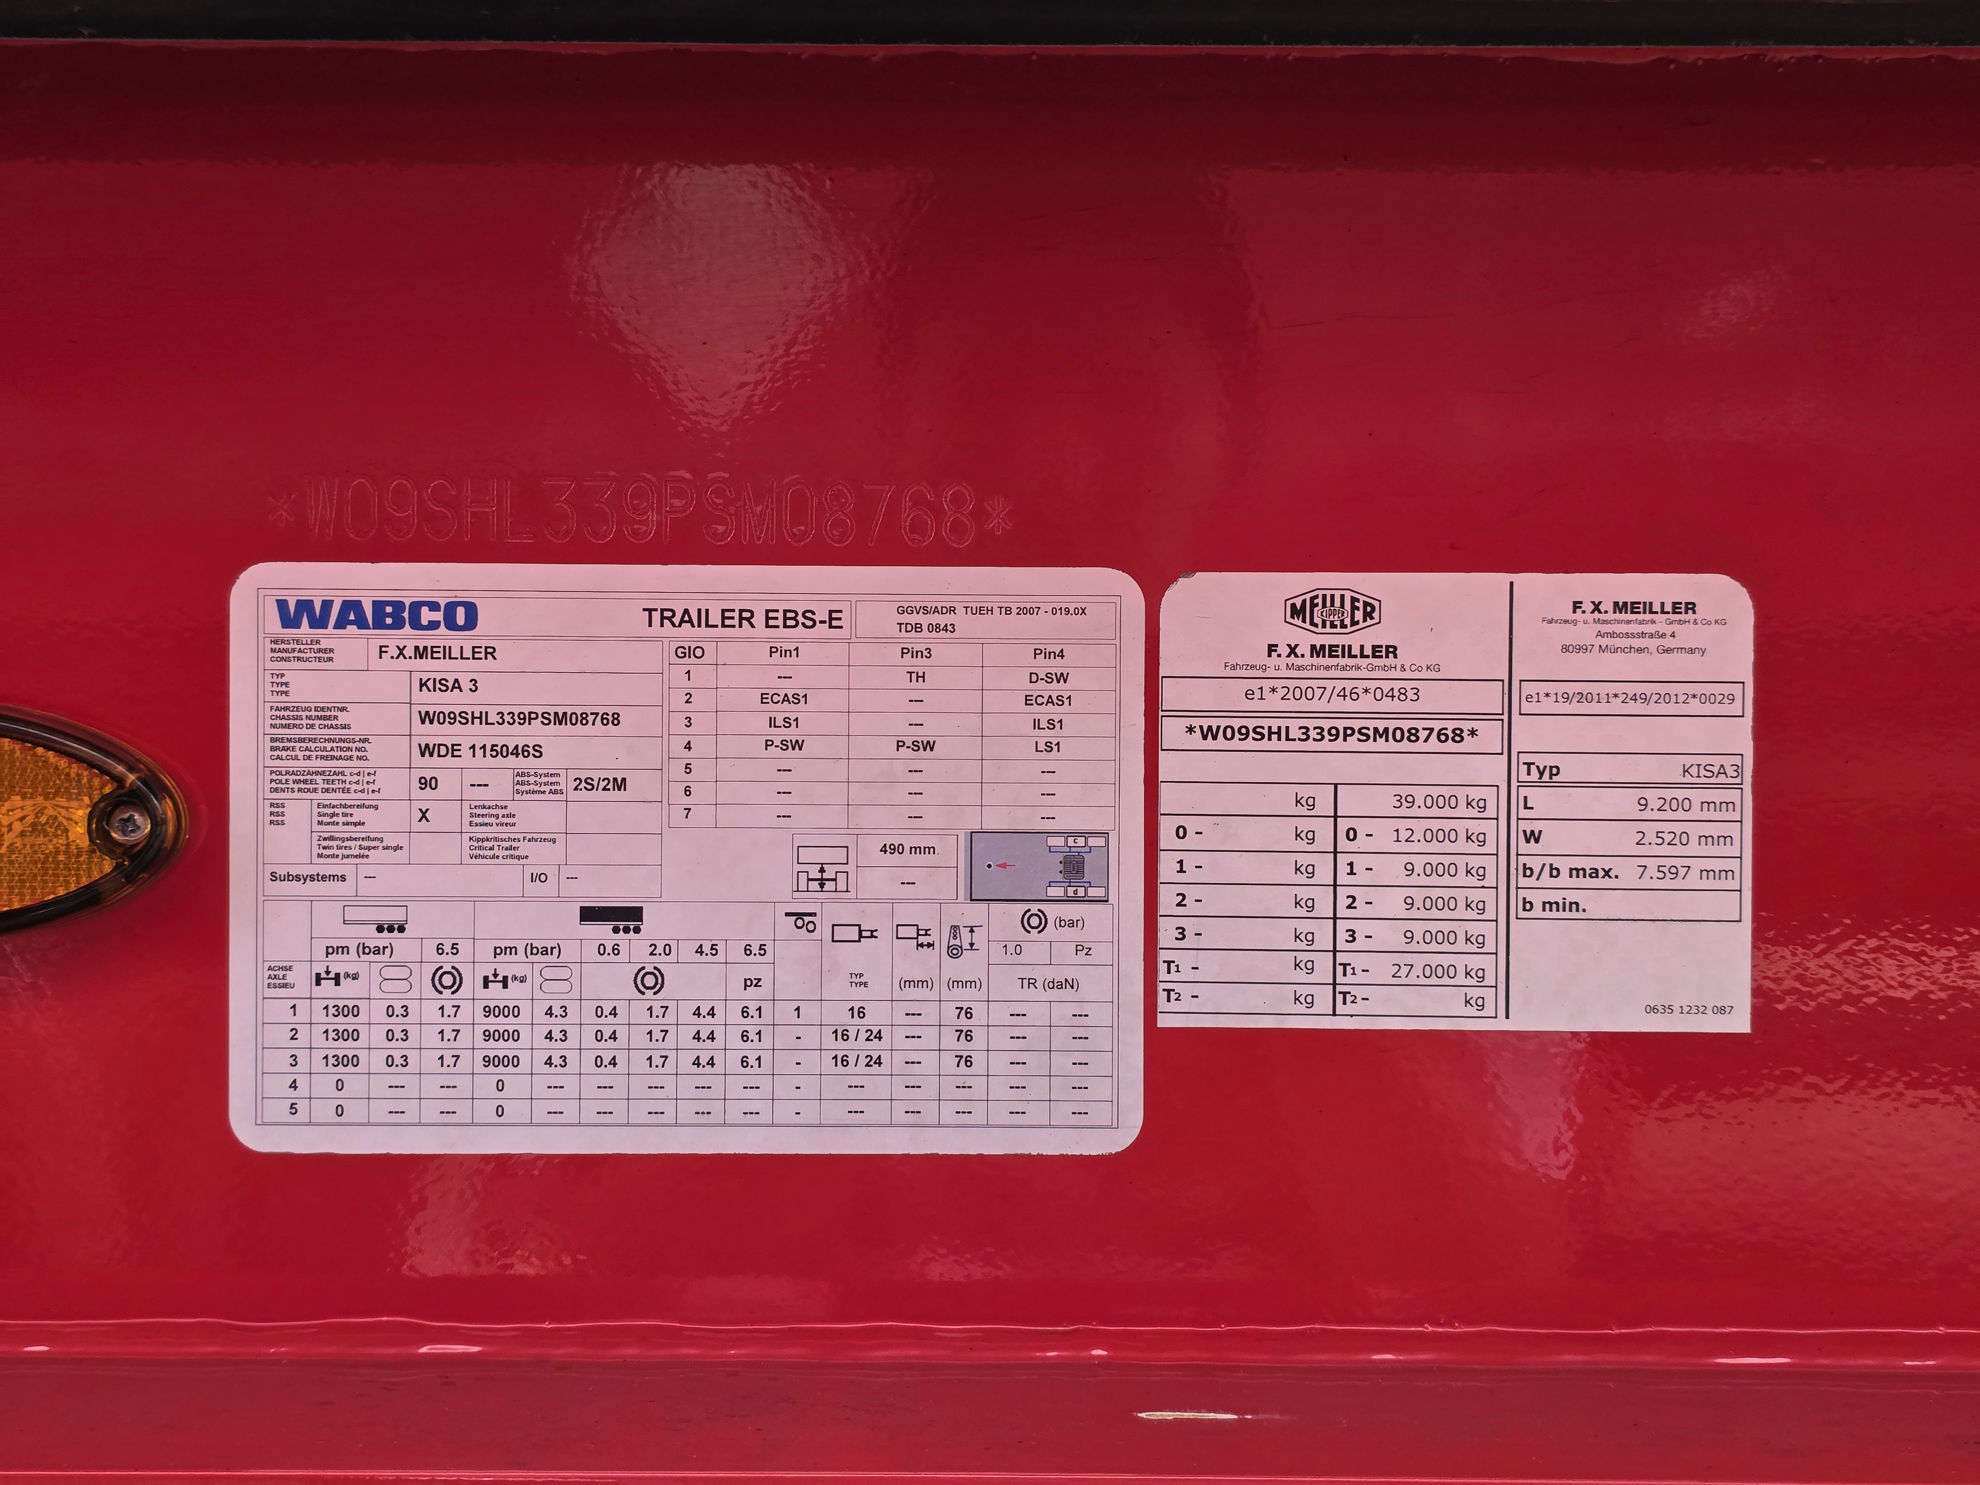 *W09SHL339PSM08768*
WABCO TRAILER EBS-E
GGVS/ADR TUEH TB 2007 - 019.0X
TDB 0843
HERSTELLER
MANUFACTURER
CONSTRUCTEUR
F.X.MEILLER
TYP
TYPE
TYPE
KISA 3
FAHRZEUG IDENTNR.
CHASSIS NUMBER
NUMERO DE CHASSIS
W09SHL339PSM08768
BREMSBERECHNUNGS-NR.
BRAKE CALCULATION NO.
CALCUL DE FREINAGE NO.
WDE 115046S
POLRADZÄHNEZAHL c-d | e-f
POLE WHEEL TEETH c-d | e-f
DENTS ROUE DENTÉE c-d | e-f
90 ---
ABS-System
ABS-System
Système ABS
2S/2M
RSS
RSS
RSS
Einfachbereifung
Single tire
Monte simple
X
Lenkachse
Steering axle
Essieu vireur
Zwillingsbereifung
Twin tires / Super single
Monte jumelée
Kippkritisches Fahrzeug
Critical Trailer
Véhicule critique
Subsystems --- I/O ---
GIO Pin1 Pin3 Pin4
1 --- TH D-SW
2 ECAS1 --- ECAS1
3 ILS1 --- ILS1
4 P-SW P-SW LS1
5 --- --- ---
6 --- --- ---
7 --- --- ---
490 mm
---
c
d
(bar)
pm (bar) 6.5 pm (bar) 0.6 2.0 4.5 6.5 1.0 Pz
ACHSE
AXLE
ESSIEU
(kg) (kg) pz
TYP
TYPE
(mm) (mm) TR (daN)
1 1300 0.3 1.7 9000 4.3 0.4 1.7 4.4 6.1 1 16 --- 76 --- ---
2 1300 0.3 1.7 9000 4.3 0.4 1.7 4.4 6.1 - 16 / 24 --- 76 --- ---
3 1300 0.3 1.7 9000 4.3 0.4 1.7 4.4 6.1 - 16 / 24 --- 76 --- ---
4 0 --- --- 0 --- --- --- --- --- - --- --- --- --- ---
5 0 --- --- 0 --- --- --- --- --- - --- --- --- --- ---
MEILLER
KIPPER
F. X. MEILLER
Fahrzeug- u. Maschinenfabrik-GmbH & Co KG
e1*2007/46*0483
*W09SHL339PSM08768*
kg 39.000 kg
0 - kg 0 - 12.000 kg
1 - kg 1 - 9.000 kg
2 - kg 2 - 9.000 kg
3 - kg 3 - 9.000 kg
T1 - kg T1 - 27.000 kg
T2 - kg T2 - kg
F. X. MEILLER
Fahrzeug- u. Maschinenfabrik - GmbH & Co KG
Ambossstraße 4
80997 München, Germany
e1*19/2011*249/2012*0029
Typ KISA3
L 9.200 mm
W 2.520 mm
b/b max. 7.597 mm
b min.
0635 1232 087